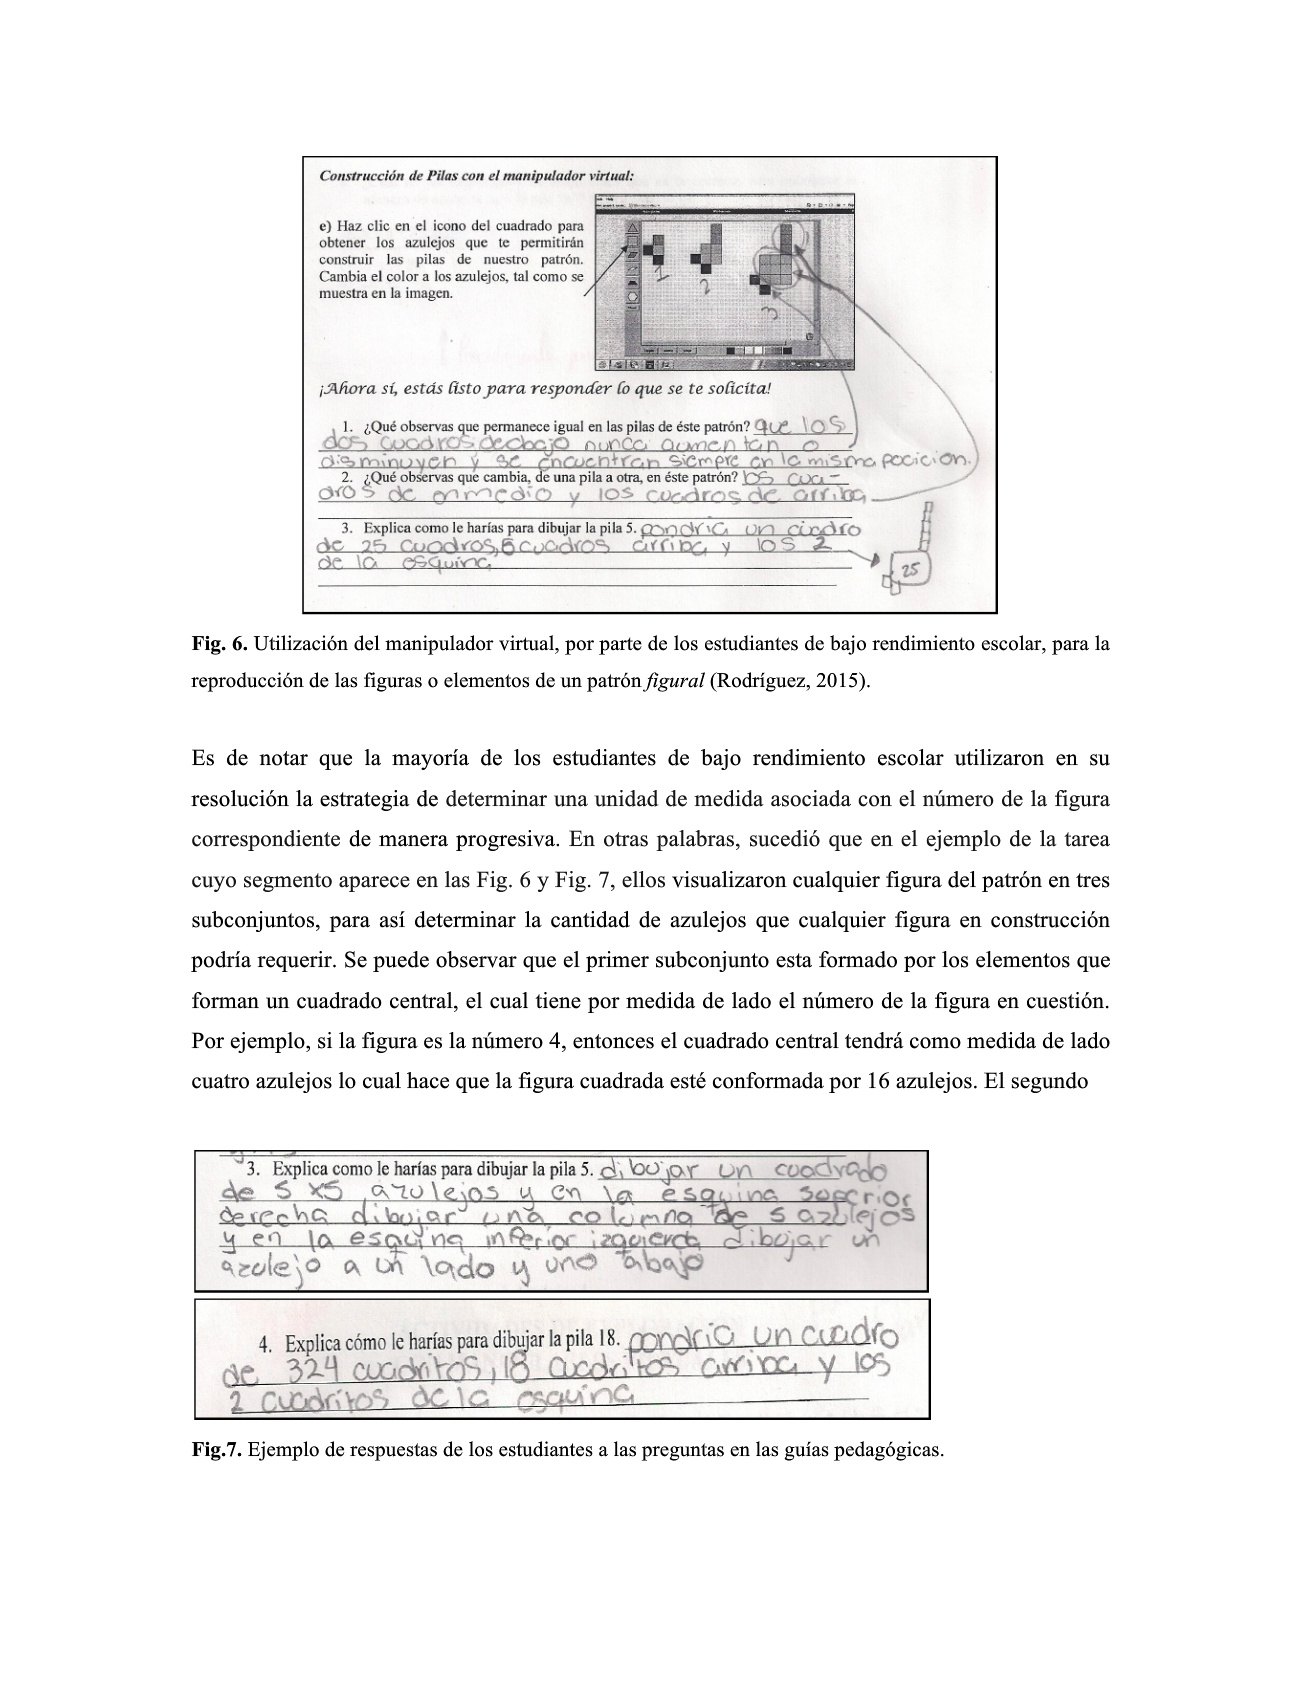 Construcción de Pilas con el manipulador virtual:
e) Haz clic en el icono del cuadrado para
obtener los azulejos que te permitirán
construir las pilas de nuestro patrón.
Cambia el color a los azulejos, tal como se
muestra en la imagen.
1
2
3
¡Ahora sí, estás listo para responder lo que se te solicita!
1. ¿Qué observas que permanece igual en las pilas de éste patrón? que los
dos cuadros debajo nunca aumentan o
disminuyen y se encuentran siempre en la misma pocicion.
2. ¿Qué observas que cambia, de una pila a otra, en éste patrón? los cua-
dros de enmedio y los cuadros de arriba
3. Explica como le harías para dibujar la pila 5. pondria un
de 25 cuadros, cuadros arriba y los 2
de la esquina
25
Fig. 6. Utilización del manipulador virtual, por parte de los estudiantes de bajo rendimiento escolar, para la
reproducción de las figuras o elementos de un patrón figural (Rodríguez, 2015).
Es de notar que la mayoría de los estudiantes de bajo rendimiento escolar utilizaron en su
resolución la estrategia de determinar una unidad de medida asociada con el número de la figura
correspondiente de manera progresiva. En otras palabras, sucedió que en el ejemplo de la tarea
cuyo segmento aparece en las Fig. 6 y Fig. 7, ellos visualizaron cualquier figura del patrón en tres
subconjuntos, para así determinar la cantidad de azulejos que cualquier figura en construcción
podría requerir. Se puede observar que el primer subconjunto esta formado por los elementos que
forman un cuadrado central, el cual tiene por medida de lado el número de la figura en cuestión.
Por ejemplo, si la figura es la número 4, entonces el cuadrado central tendrá como medida de lado
cuatro azulejos lo cual hace que la figura cuadrada esté conformada por 16 azulejos. El segundo
3. Explica como le harías para dibujar la pila 5. dibujar un cuadrado
de 5 x5 azulejos y en la esquina superior
derecha dibujar una columna de 5 azulejos
y en la esquina inferior izquierda dibujar un
azulejo a un lado y uno abajo
4. Explica cómo le harías para dibujar la pila 18. pondria un cuadro
de 324 cuadritos, 18 cuadritos arriba y los
2 cuadritos de la esquina
Fig.7. Ejemplo de respuestas de los estudiantes a las preguntas en las guías pedagógicas.